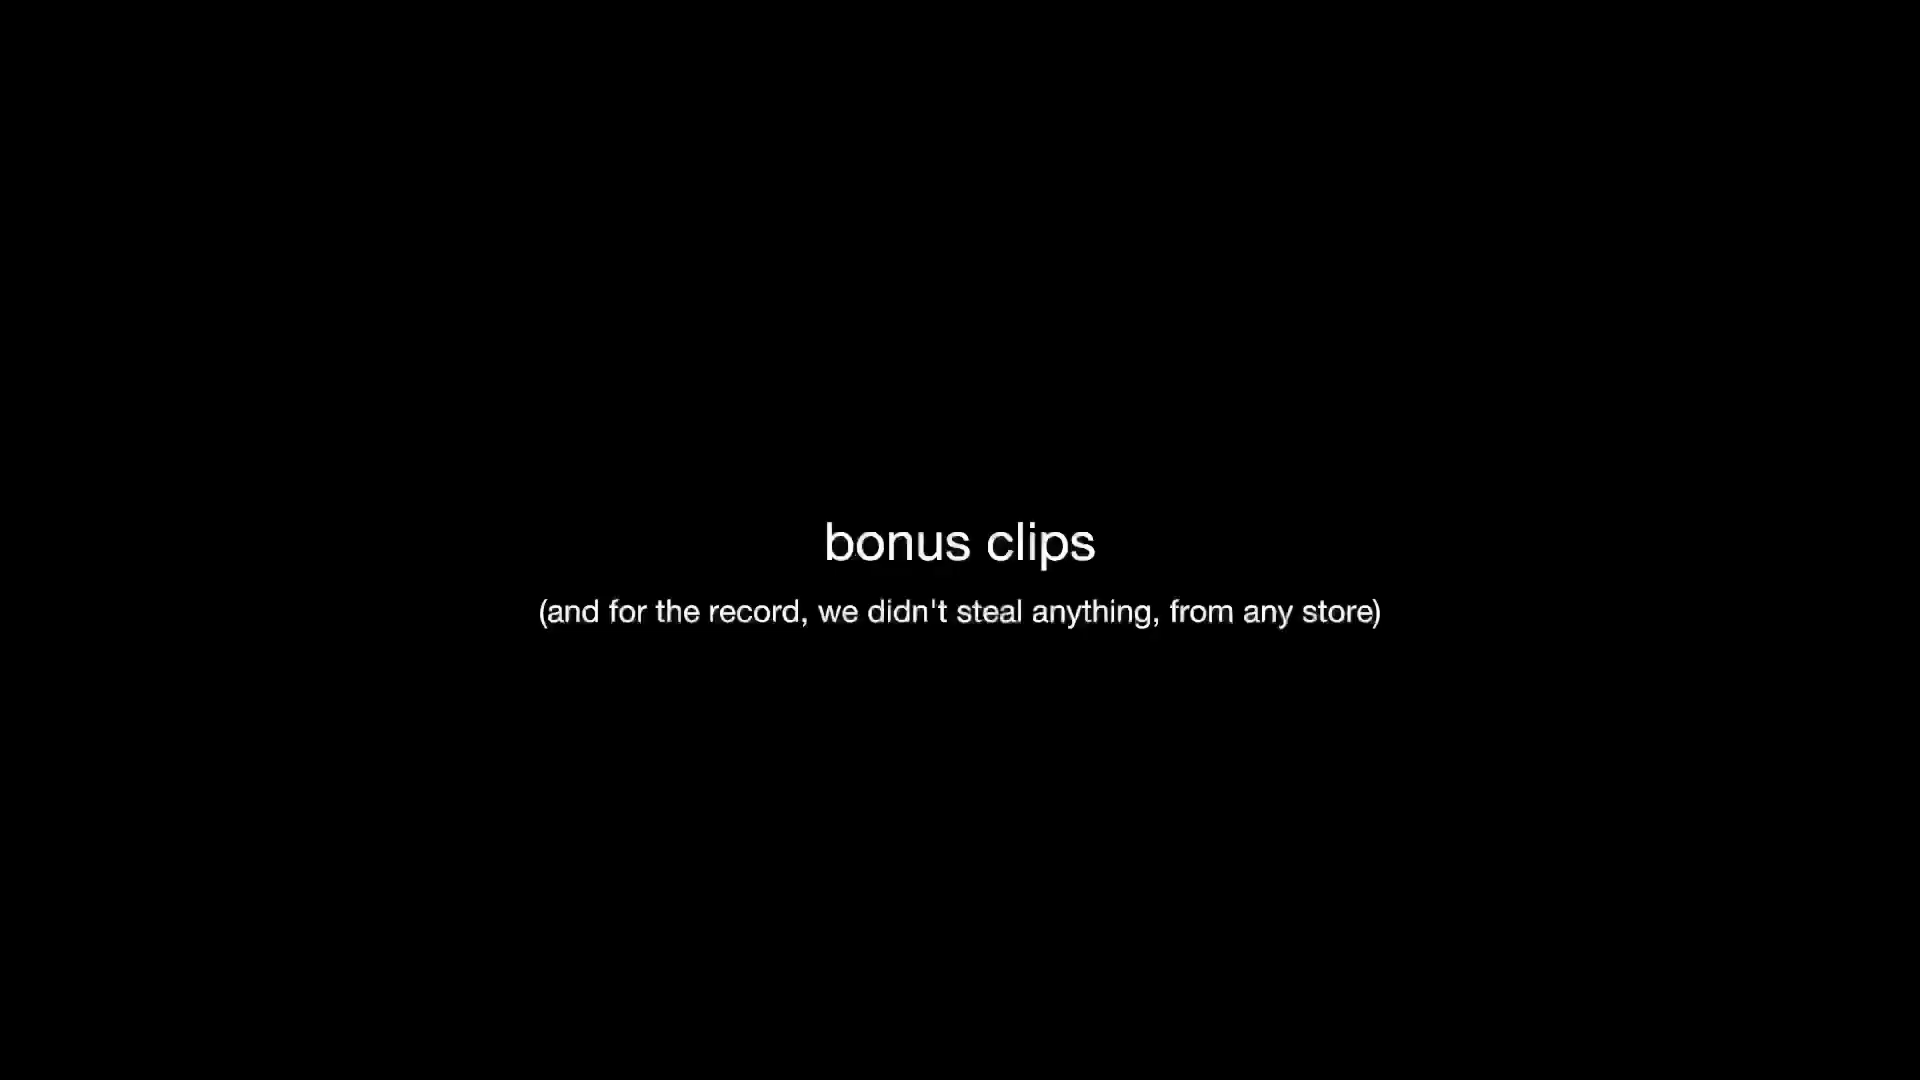 bonus clips
(and for the record, we didn't steal anything, from any store)